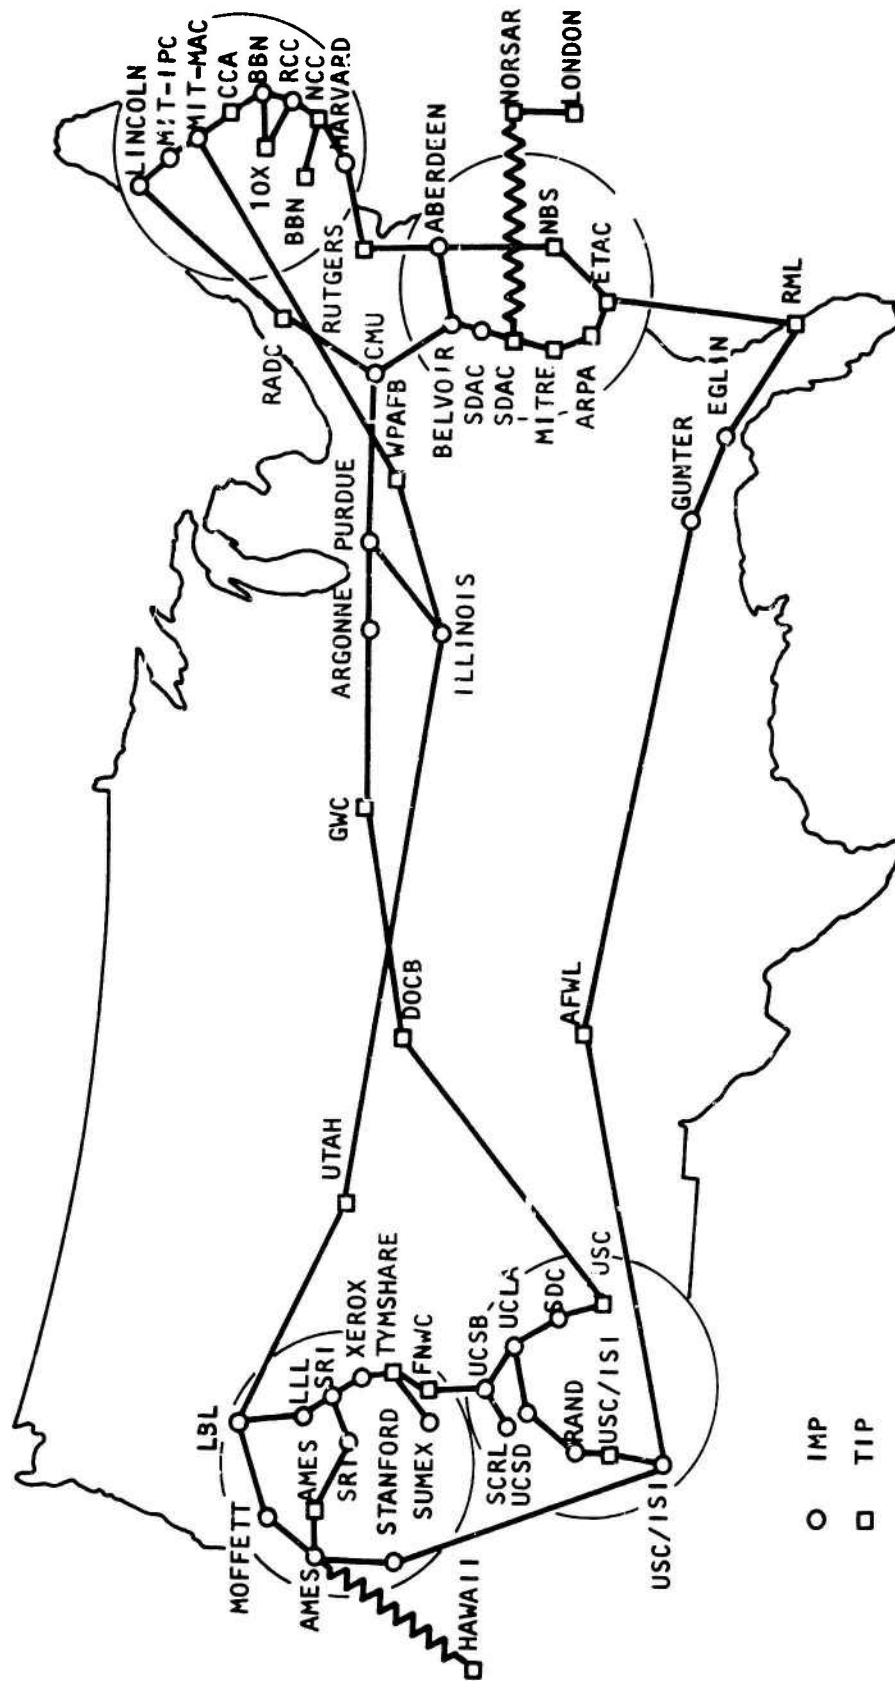 LINCOLN
MIT-IPC
MIT-MAC
CCA
BBN
RCC
NCC
HARVARD
10X
BBN
RUTGERS
ABERDEEN
NORSAR
LONDON
NBS
ETAC
RADC
CMU
BELVOIR
SDAC
SDAC
MITRE
ARPA
RML
EGLIN
GUNTER
WPAFB
PURDUE
ARGONNE
ILLINOIS
GWC
DOCB
AFWL
UTAH
LBL
LLL
SRI
XEROX
TYMSHARE
FNWC
UCSB
UCLA
SDC
USC
MOFFETT
AMES
AMES
SRI
STANFORD
SUMEX
SCRL
UCSD
RAND
USC/ISI
USC/ISI
HAWAII
IMP
TIP